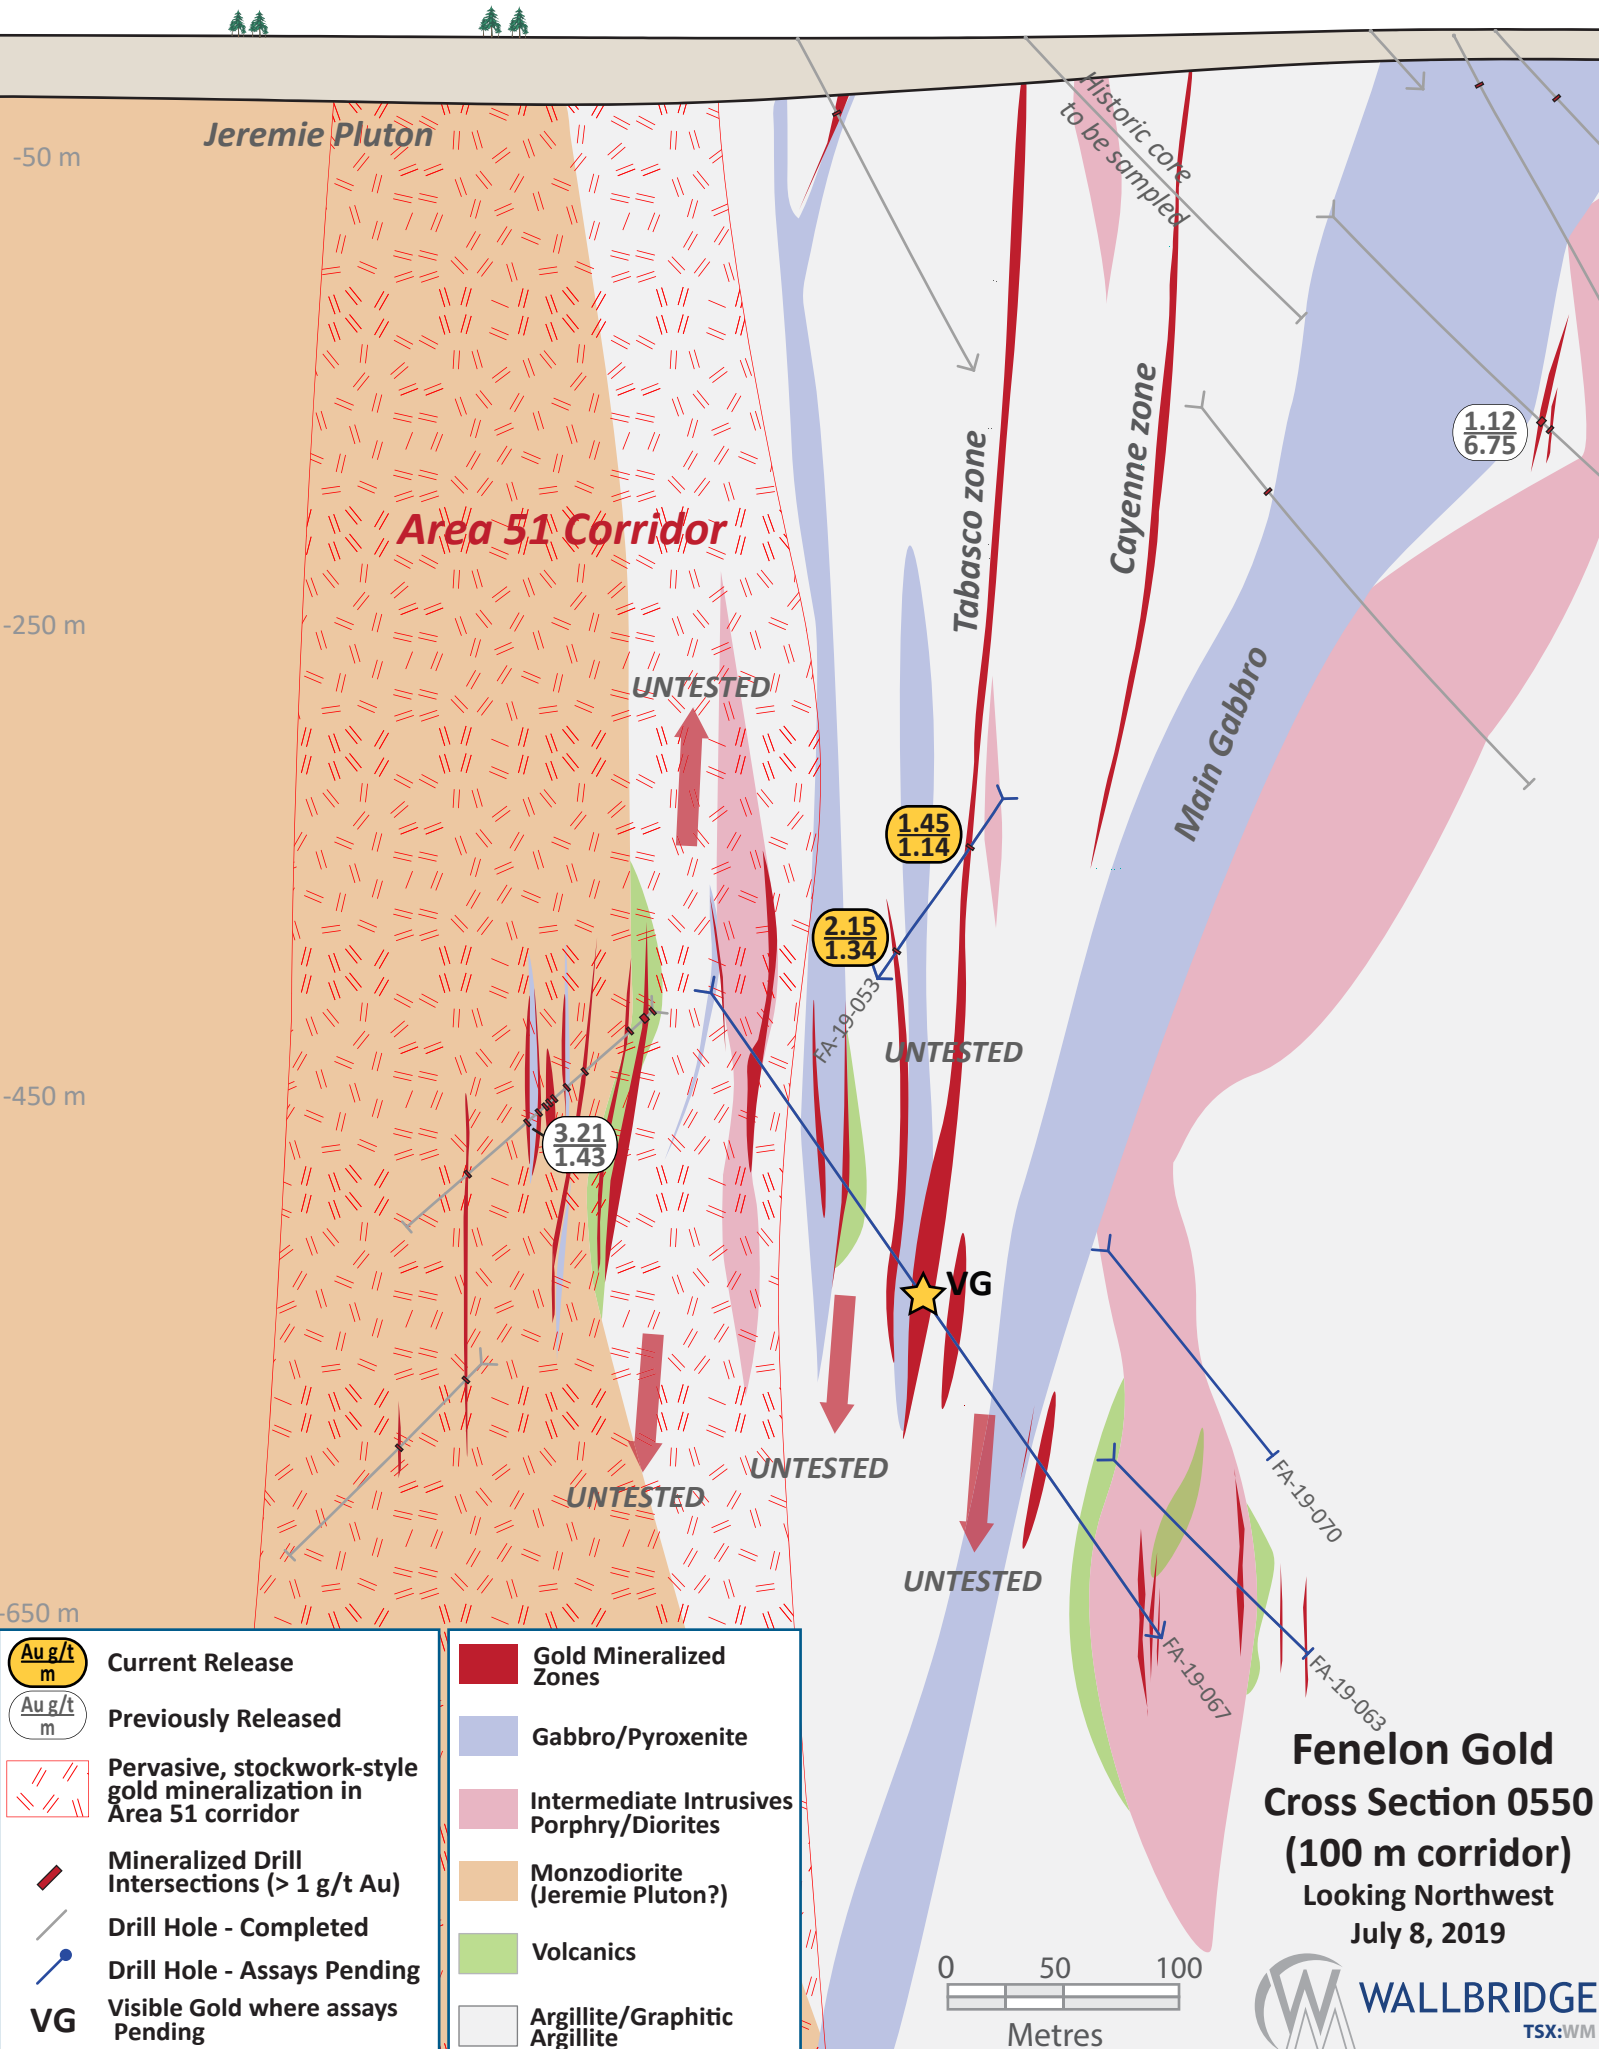 Jeremie Pluton
-50 m
Historic core
to be sampled
1.12
6.75
Area 51 Corridor
Tabasco zone
Cayenne zone
-250 m
UNTESTED
Main Gabbro
1.45
1.14
2.15
1.34
FA-19-053
UNTESTED
-450 m
3.21
1.43
VG
UNTESTED
UNTESTED
UNTESTED
FA-19-070
FA-19-067
FA-19-063
-650 m
Au g/t
m
Current Release
Au g/t
m
Previously Released
Pervasive, stockwork-style
gold mineralization in
Area 51 corridor
Mineralized Drill
Intersections (> 1 g/t Au)
Drill Hole - Completed
Drill Hole - Assays Pending
VG
Visible Gold where assays
Pending
Gold Mineralized
Zones
Gabbro/Pyroxenite
Intermediate Intrusives
Porphry/Diorites
Monzodiorite
(Jeremie Pluton?)
Volcanics
Argillite/Graphitic
Argillite
0 50 100
Metres
Fenelon Gold
Cross Section 0550
(100 m corridor)
Looking Northwest
July 8, 2019
WALLBRIDGE
TSX:WM